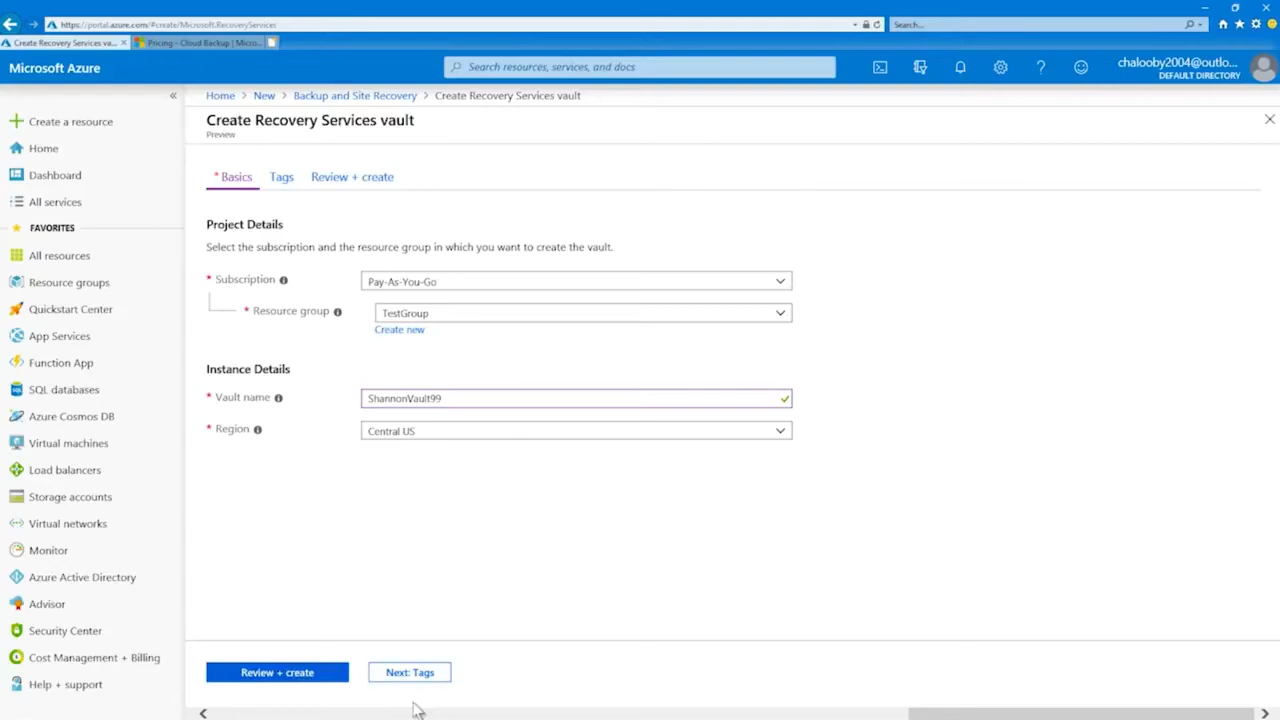 https://portal.azure.com/#create/Microsoft.RecoveryServices
Search...
Create Recovery Services va...
Pricing - Cloud Backup | Micro...
Microsoft Azure
Search resources, services, and docs
chalooby2004@outlo...
DEFAULT DIRECTORY
Create a resource
Home
Dashboard
All services
FAVORITES
All resources
Resource groups
Quickstart Center
App Services
Function App
SQL databases
Azure Cosmos DB
Virtual machines
Load balancers
Storage accounts
Virtual networks
Monitor
Azure Active Directory
Advisor
Security Center
Cost Management + Billing
Help + support
Home > New > Backup and Site Recovery > Create Recovery Services vault
Create Recovery Services vault
Preview
* Basics
Tags
Review + create
Project Details
Select the subscription and the resource group in which you want to create the vault.
* Subscription
Pay-As-You-Go
* Resource group
TestGroup
Create new
Instance Details
* Vault name
ShannonVault99
* Region
Central US
Review + create
Next: Tags